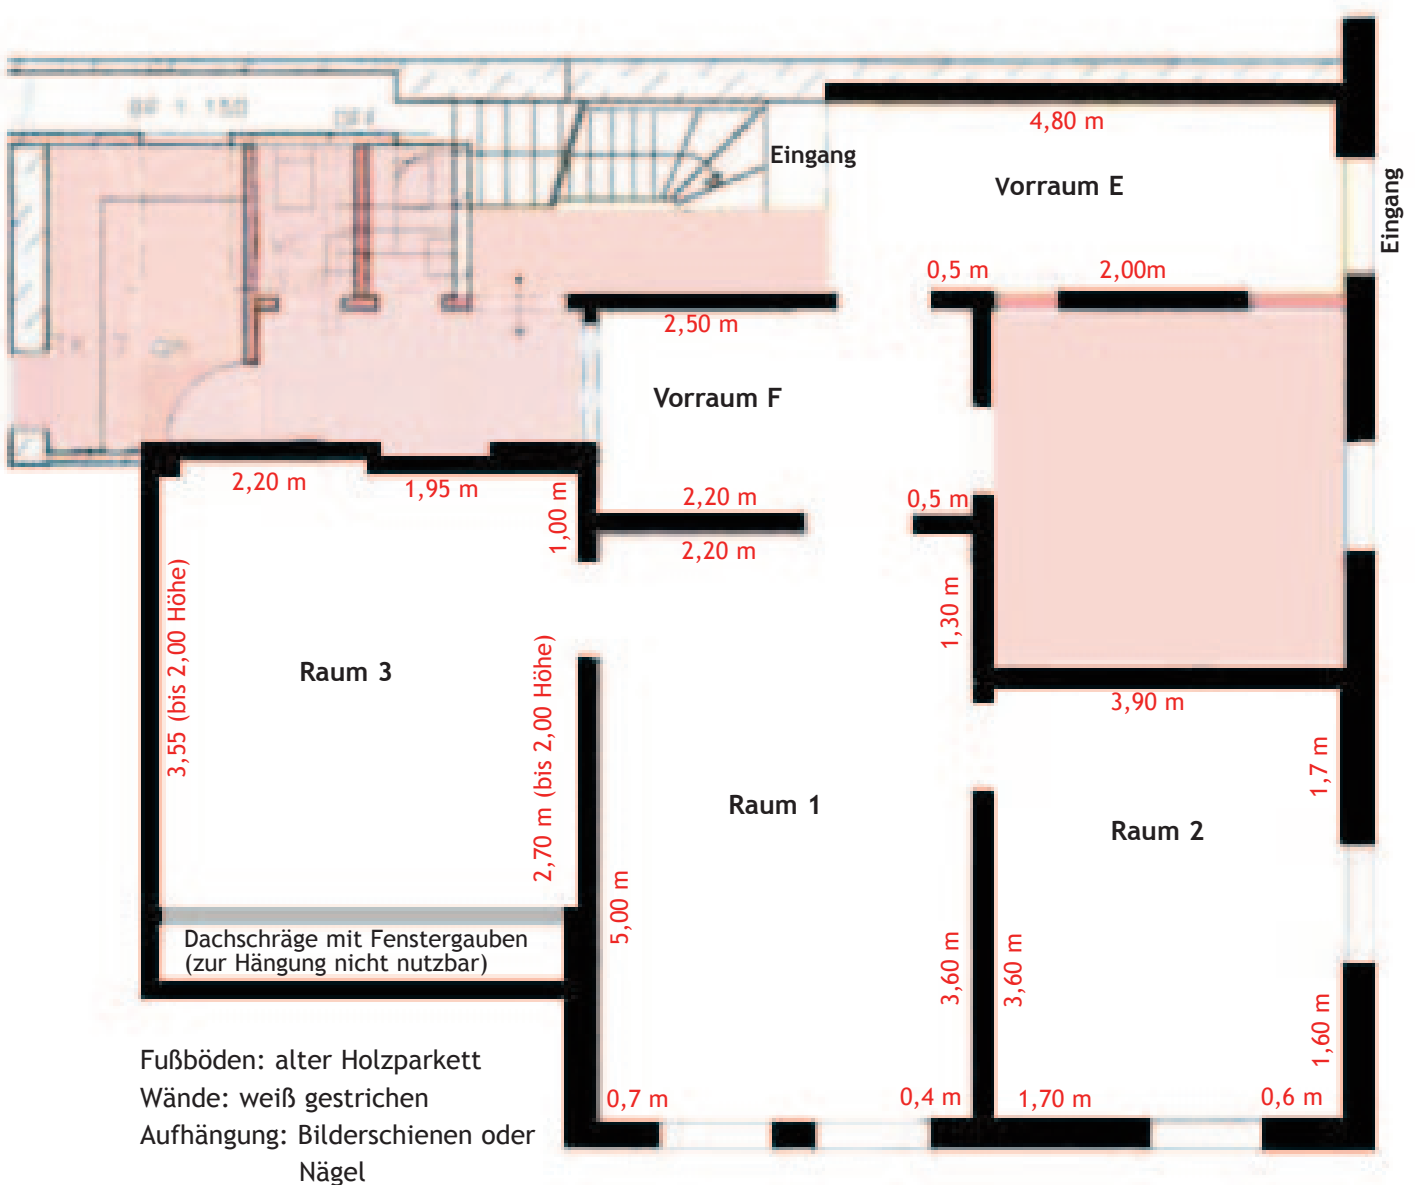 4,80 m
Eingang
Vorraum E
Eingang
0,5 m
2,00m
2,50 m
Vorraum F
2,20 m
1,95 m
1,00 m
2,20 m
0,5 m
2,20 m
1,30 m
3,55 (bis 2,00 Höhe)
Raum 3
2,70 m (bis 2,00 Höhe)
3,90 m
1,7 m
Raum 1
Raum 2
5,00 m
Dachschräge mit Fenstergauben
(zur Hängung nicht nutzbar)
3,60 m
3,60 m
1,60 m
0,7 m
0,4 m
1,70 m
0,6 m
Fußböden: alter Holzparkett
Wände: weiß gestrichen
Aufhängung: Bilderschienen oder
Nägel